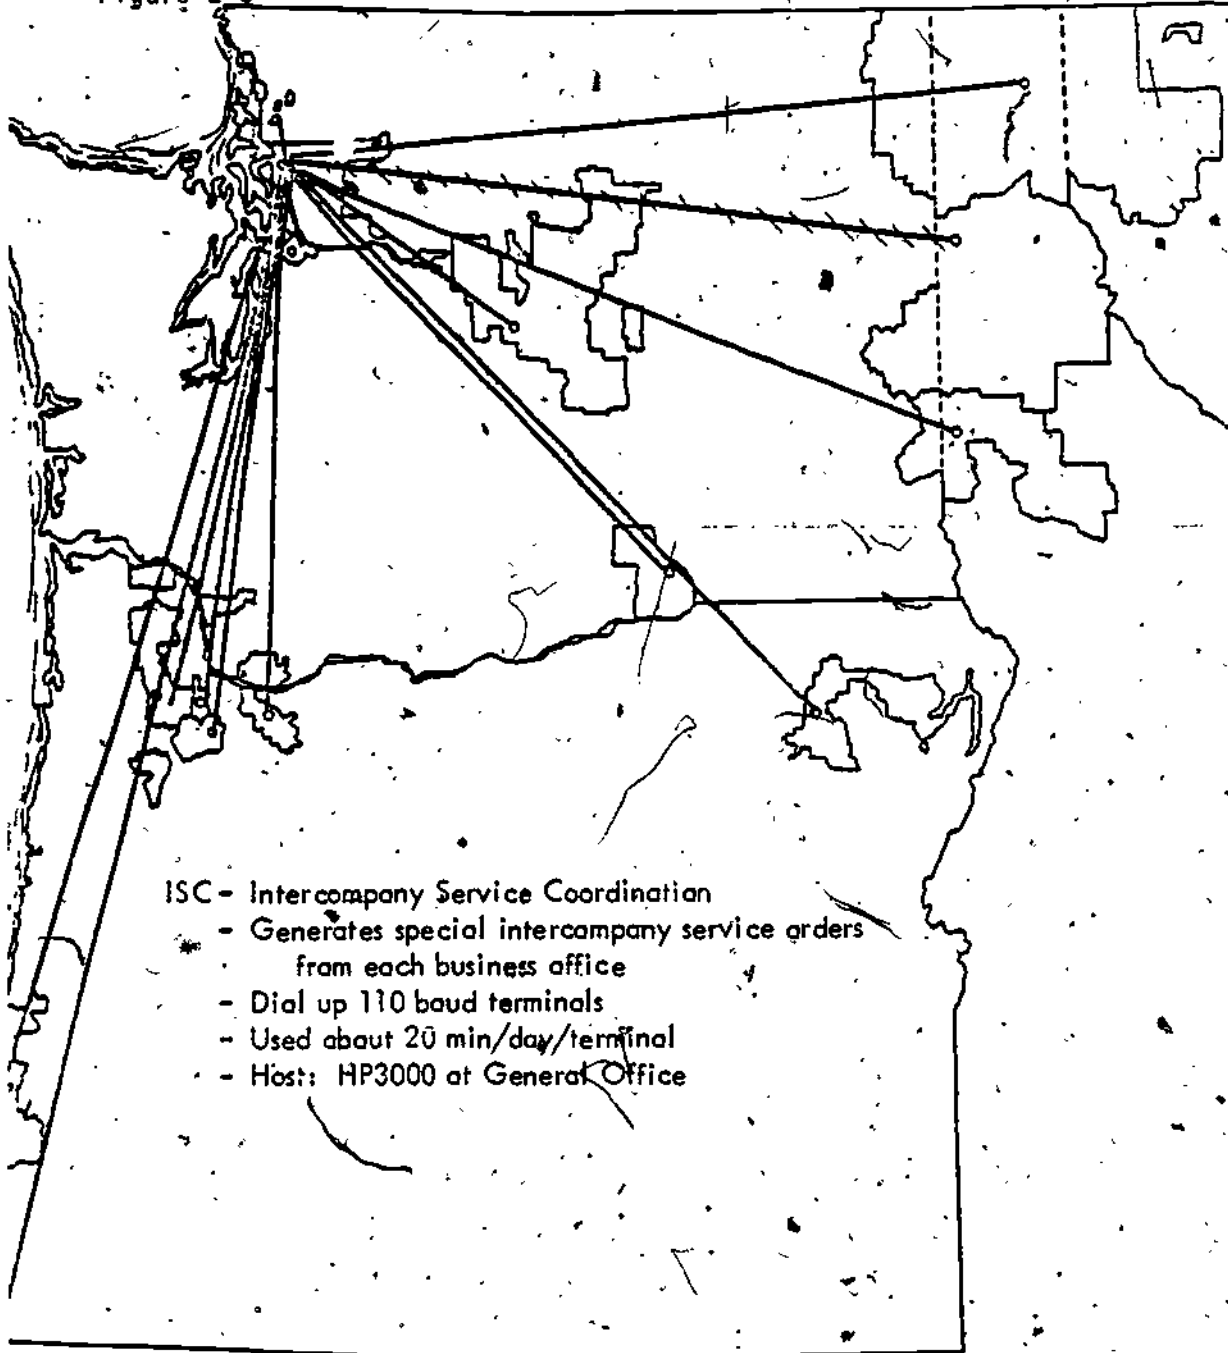 Figure
ISC - Intercompany Service Coordination
- Generates special intercompany service orders
from each business office
- Dial up 110 baud terminals
- Used about 20 min/day/terminal
- Host: HP3000 at General Office